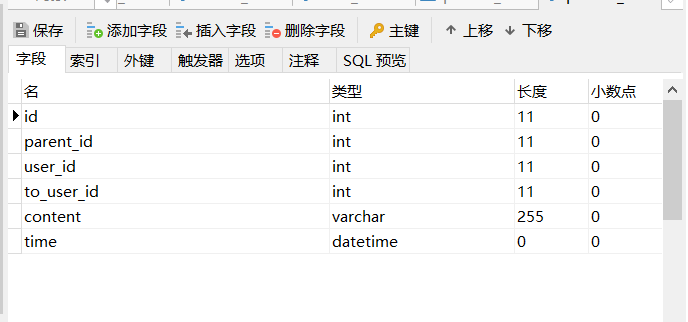 保存 添加字段 插入字段 删除字段 主键 上移 下移
字段 索引 外键 触发器 选项 注释 SQL 预览
名 类型 长度 小数点
id int 11 0
parent_id int 11 0
user_id int 11 0
to_user_id int 11 0
content varchar 255 0
time datetime 0 0